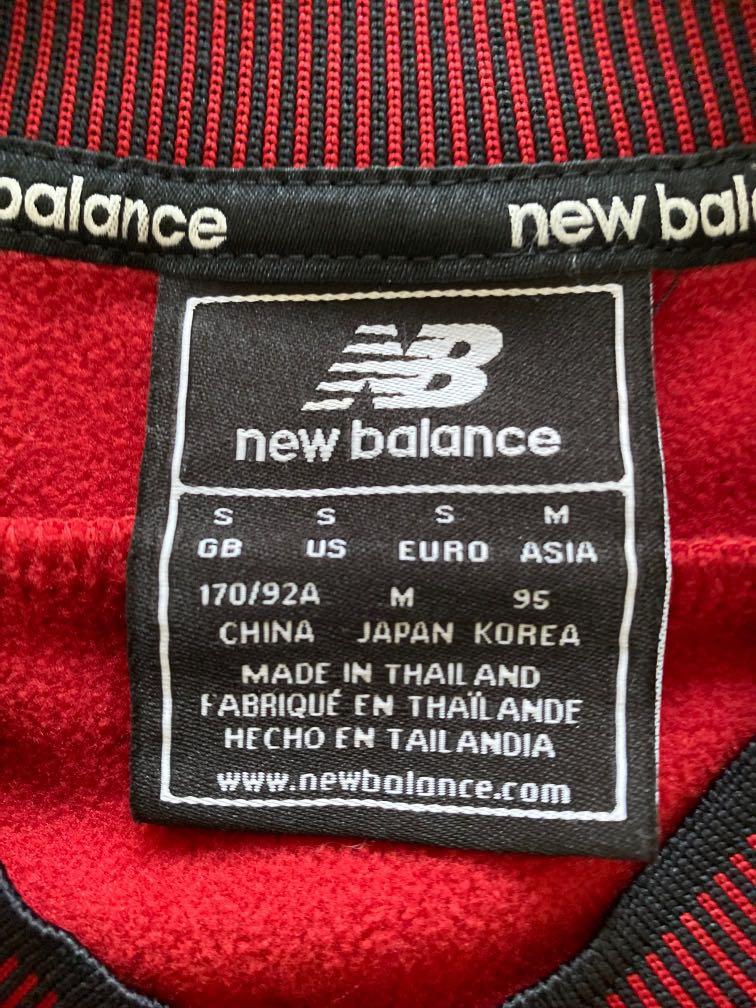 balance new bal
NB
new balance
S S S M
GB US EURO ASIA
170/92A M 95
CHINA JAPAN KOREA
MADE IN THAILAND
FABRIQUÉ EN THAÏLANDE
HECHO EN TAILANDIA
www.newbalance.com